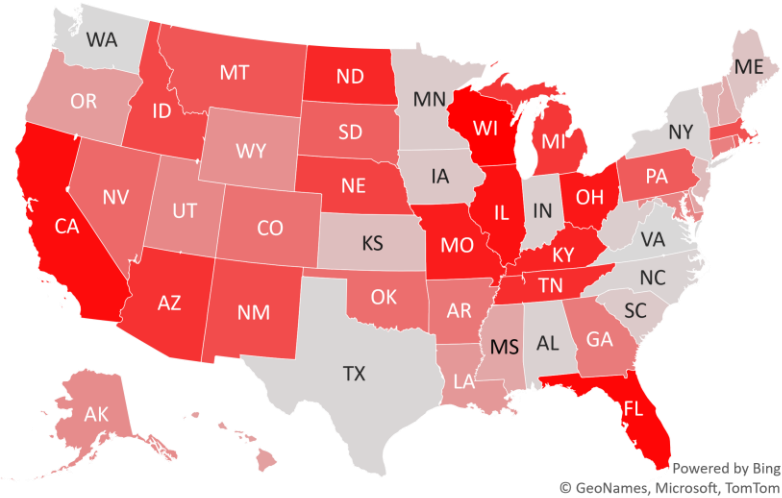 WA
ME
MT
ND
MN
OR
ID
WI
MI
NY
SD
WY
IA
PA
NE
NV
UT
IL
IN
OH
CA
CO
KS
MO
VA
KY
NC
TN
AZ
NM
OK
AR
SC
MS
AL
GA
TX
LA
AK
FL
Powered by Bing
© GeoNames, Microsoft, TomTom